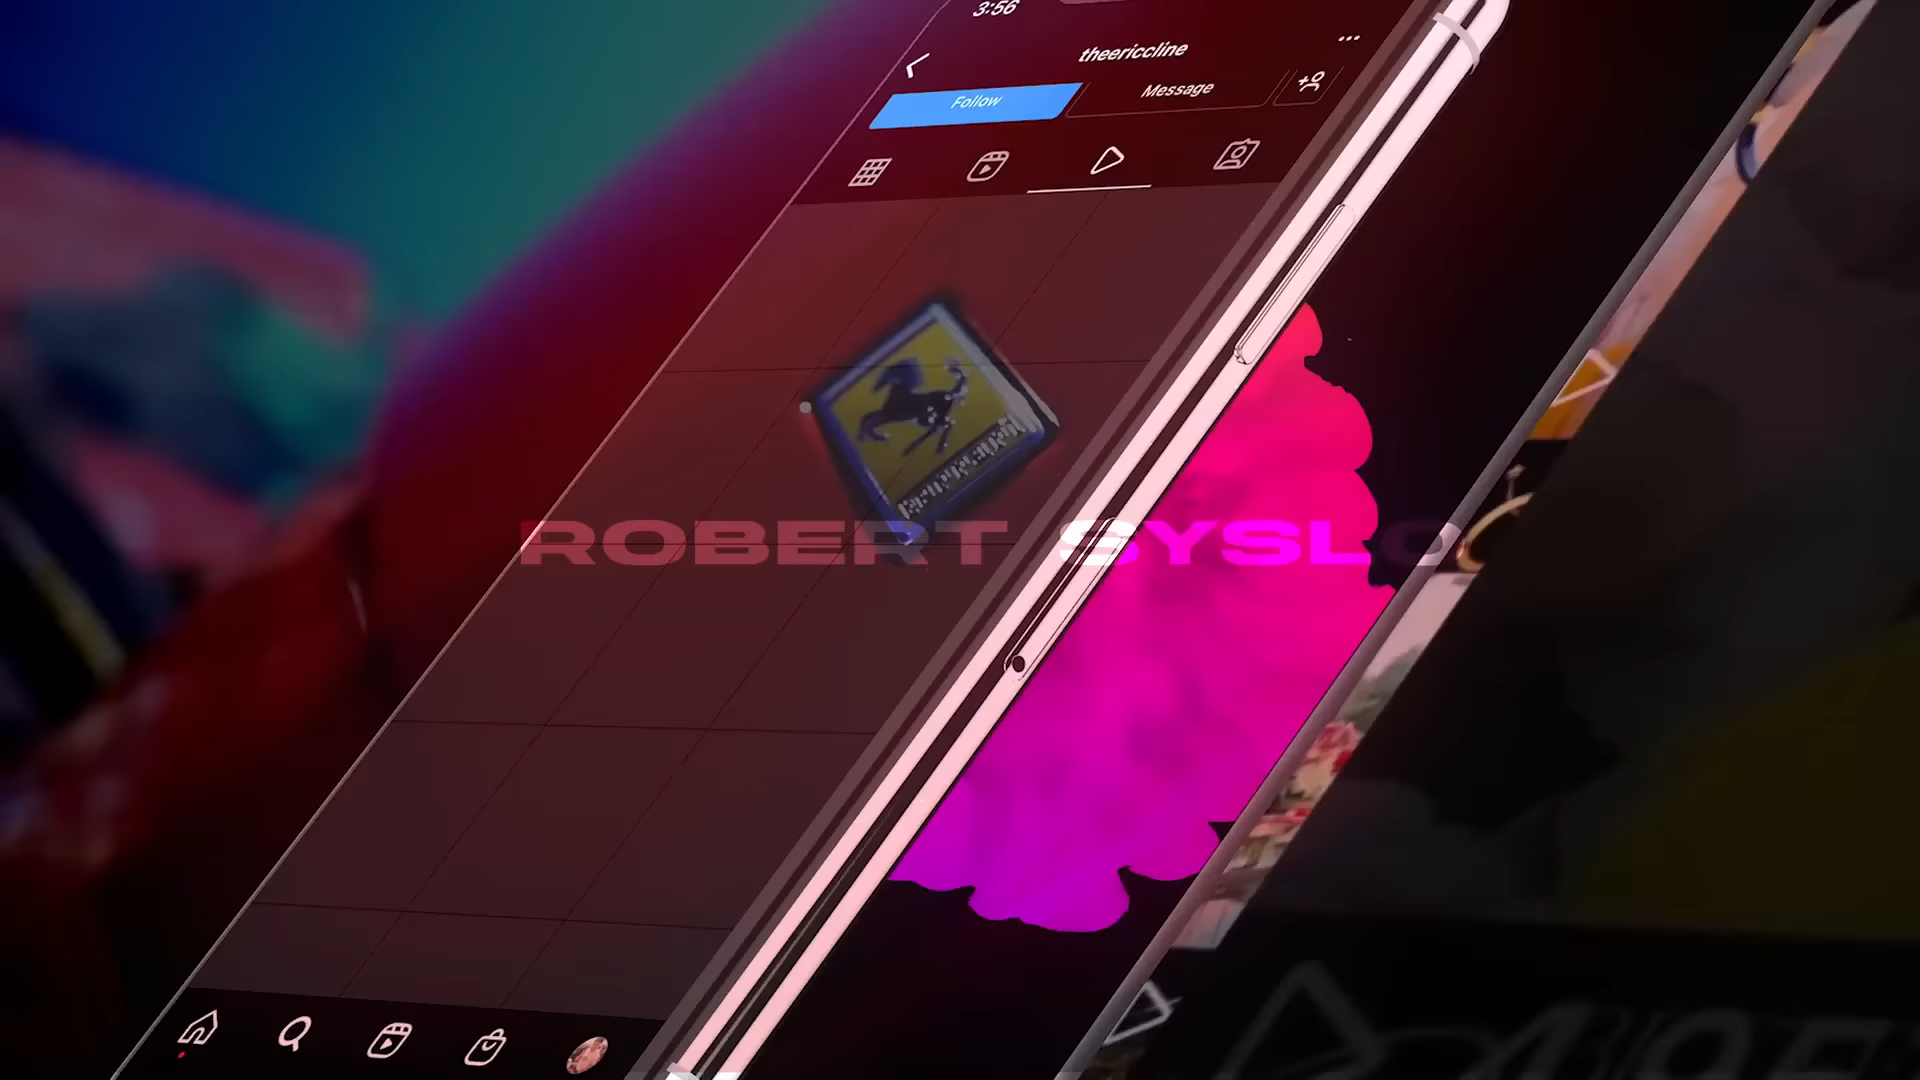 3:56
theericcline
Follow
Message
ROBERT SYSLO